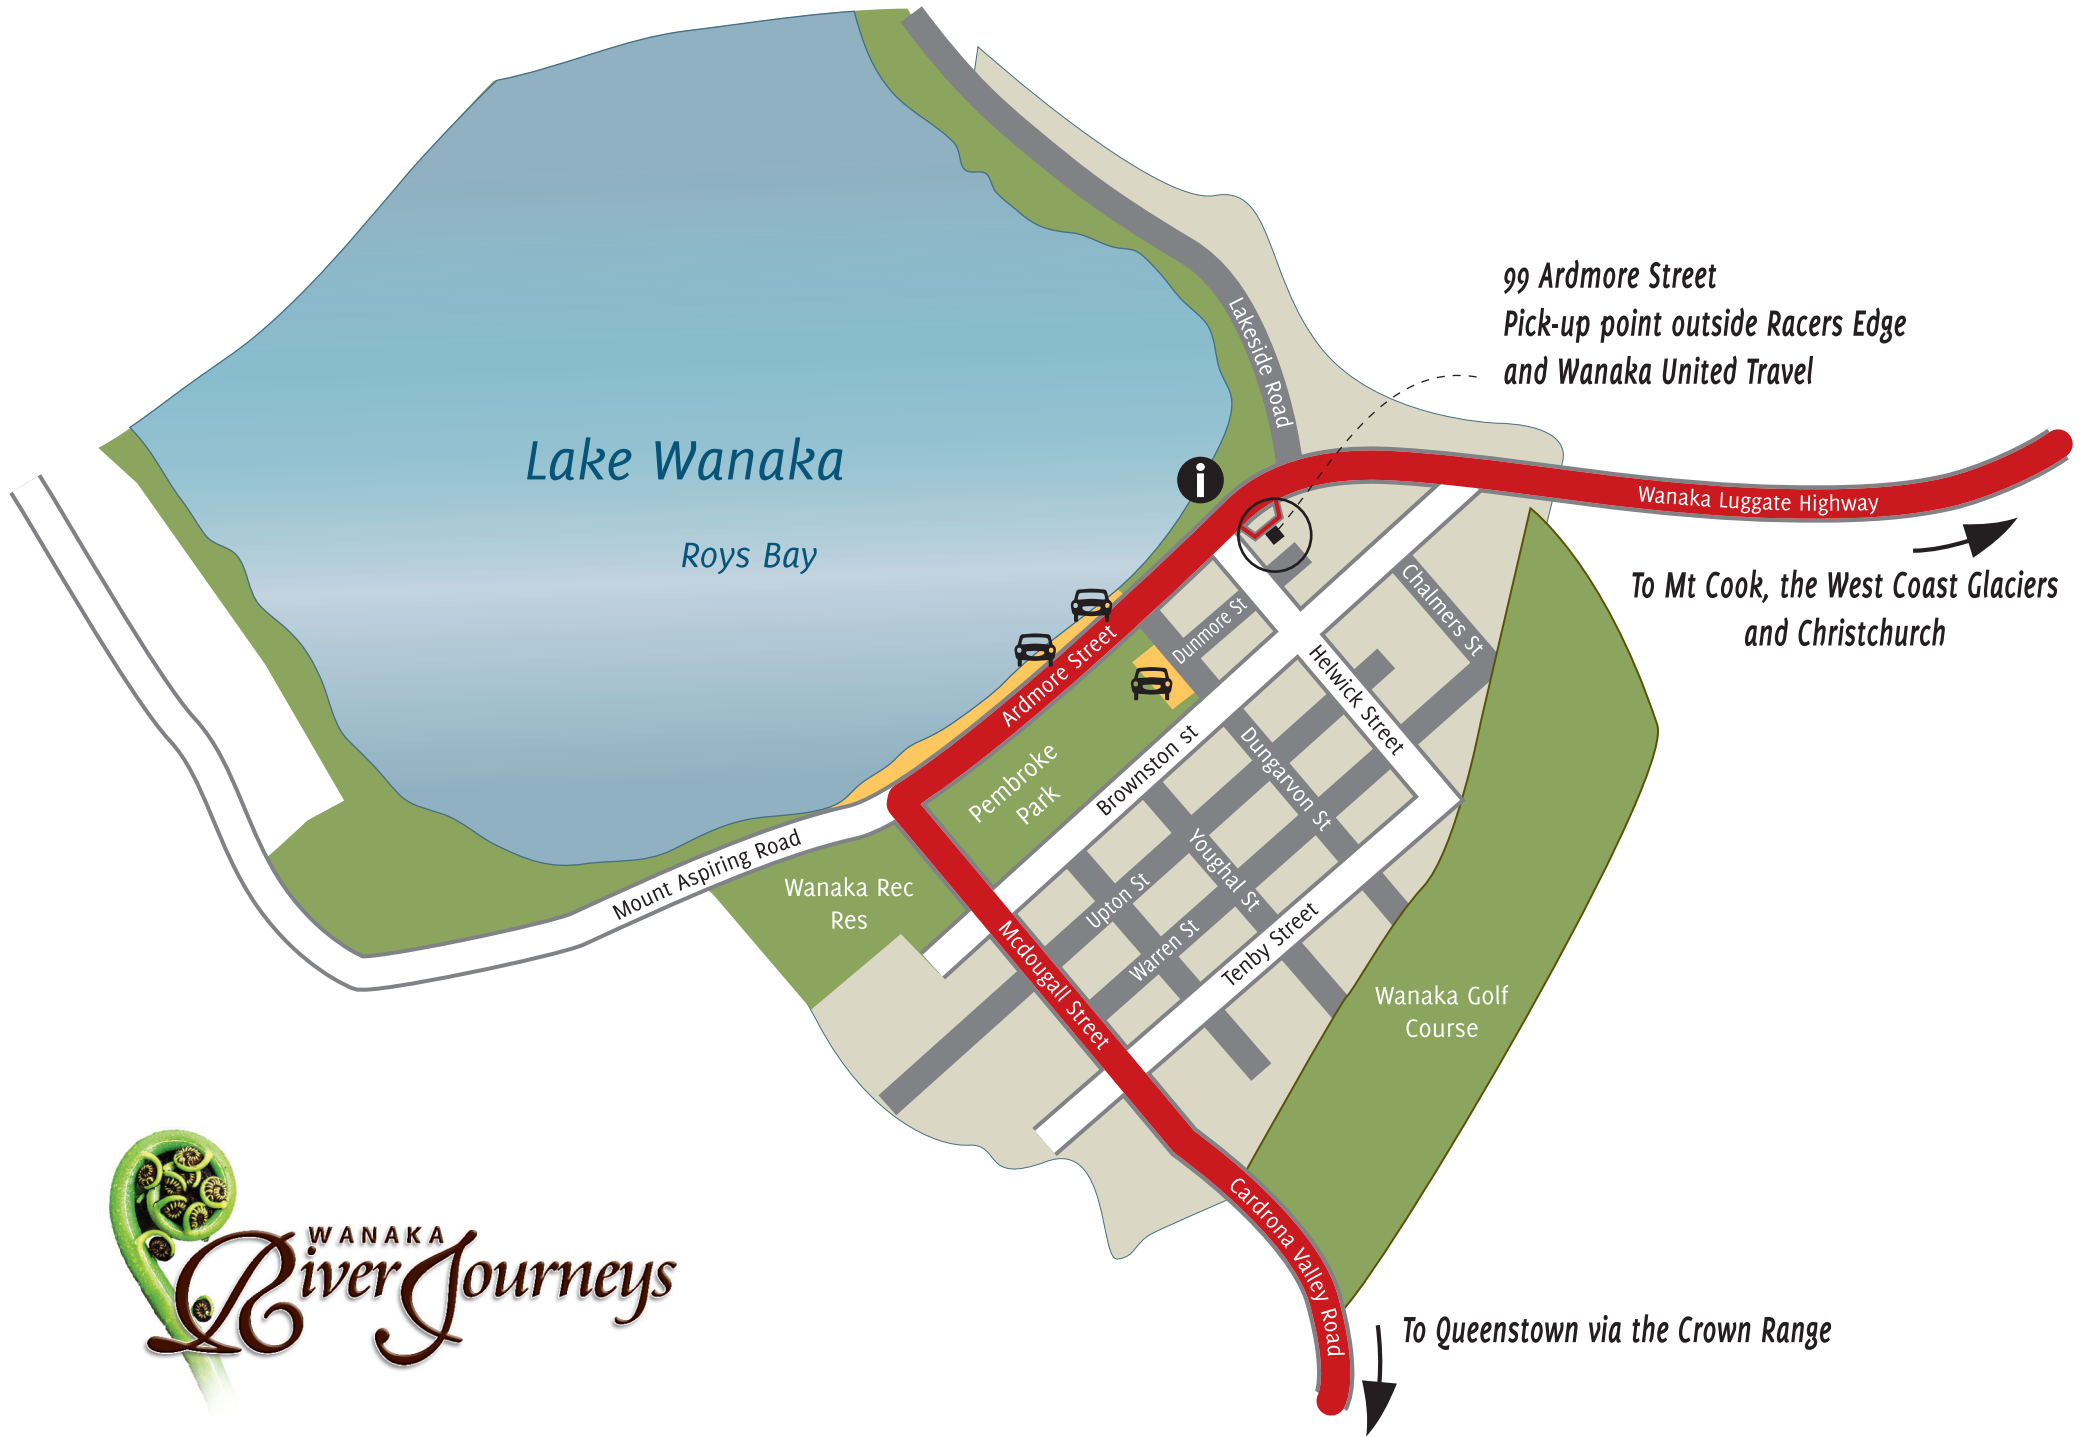 Lakeside Road
99 Ardmore Street
Pick-up point outside Racers Edge
and Wanaka United Travel
Lake Wanaka
Roys Bay
i
Wanaka Luggate Highway
To Mt Cook, the West Coast Glaciers
and Christchurch
Chalmers St
Dunmore St
Ardmore Street
Helwick Street
Pembroke
Park
Brownston st
Dungarvon St
Mount Aspiring Road
Wanaka Rec
Res
Youghal St
Upton St
Warren St
Tenby Street
Mcdougall Street
Wanaka Golf
Course
Cardrona Valley Road
To Queenstown via the Crown Range
WANAKA
River Journeys